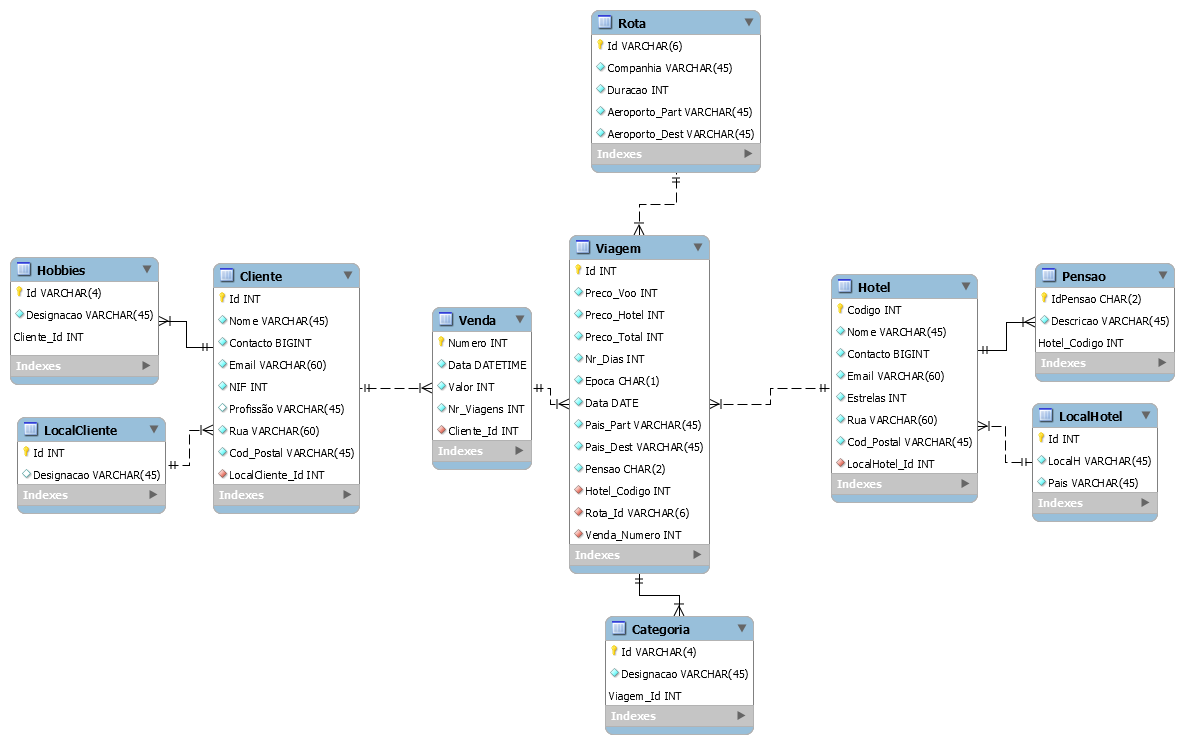 Rota
Id VARCHAR(6)
Companhia VARCHAR(45)
Duracao INT
Aeroporto_Part VARCHAR(45)
Aeroporto_Dest VARCHAR(45)
Indexes
Hobbies
Id VARCHAR(4)
Designacao VARCHAR(45)
Cliente_Id INT
Indexes
LocalCliente
Id INT
Designacao VARCHAR(45)
Indexes
Cliente
Id INT
Nome VARCHAR(45)
Contacto BIGINT
Email VARCHAR(60)
NIF INT
Profissão VARCHAR(45)
Rua VARCHAR(60)
Cod_Postal VARCHAR(45)
LocalCliente_Id INT
Indexes
Venda
Numero INT
Data DATETIME
Valor INT
Nr_Viagens INT
Cliente_Id INT
Indexes
Viagem
Id INT
Preco_Voo INT
Preco_Hotel INT
Preco_Total INT
Nr_Dias INT
Epoca CHAR(1)
Data DATE
Pais_Part VARCHAR(45)
Pais_Dest VARCHAR(45)
Pensao CHAR(2)
Hotel_Codigo INT
Rota_Id VARCHAR(6)
Venda_Numero INT
Indexes
Hotel
Codigo INT
Nome VARCHAR(45)
Contacto BIGINT
Email VARCHAR(60)
Estrelas INT
Rua VARCHAR(60)
Cod_Postal VARCHAR(45)
LocalHotel_Id INT
Indexes
Pensao
IdPensao CHAR(2)
Descricao VARCHAR(45)
Hotel_Codigo INT
Indexes
LocalHotel
Id INT
LocalH VARCHAR(45)
Pais VARCHAR(45)
Indexes
Categoria
Id VARCHAR(4)
Designacao VARCHAR(45)
Viagem_Id INT
Indexes